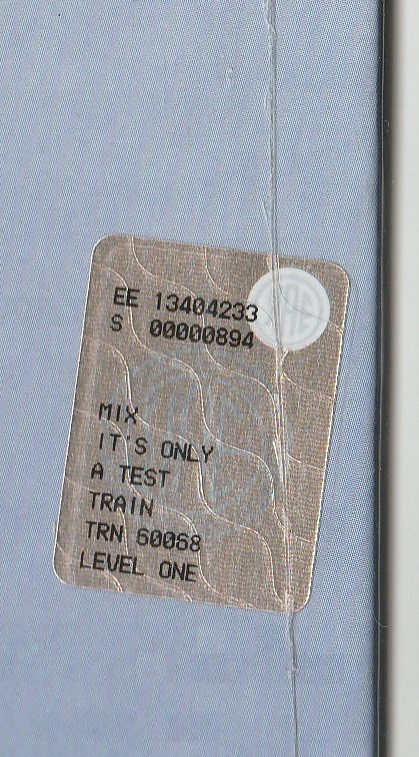 EE 13404233
S 00000894
MIX
IT'S ONLY
A TEST
TRAIN
TRN 60068
LEVEL ONE